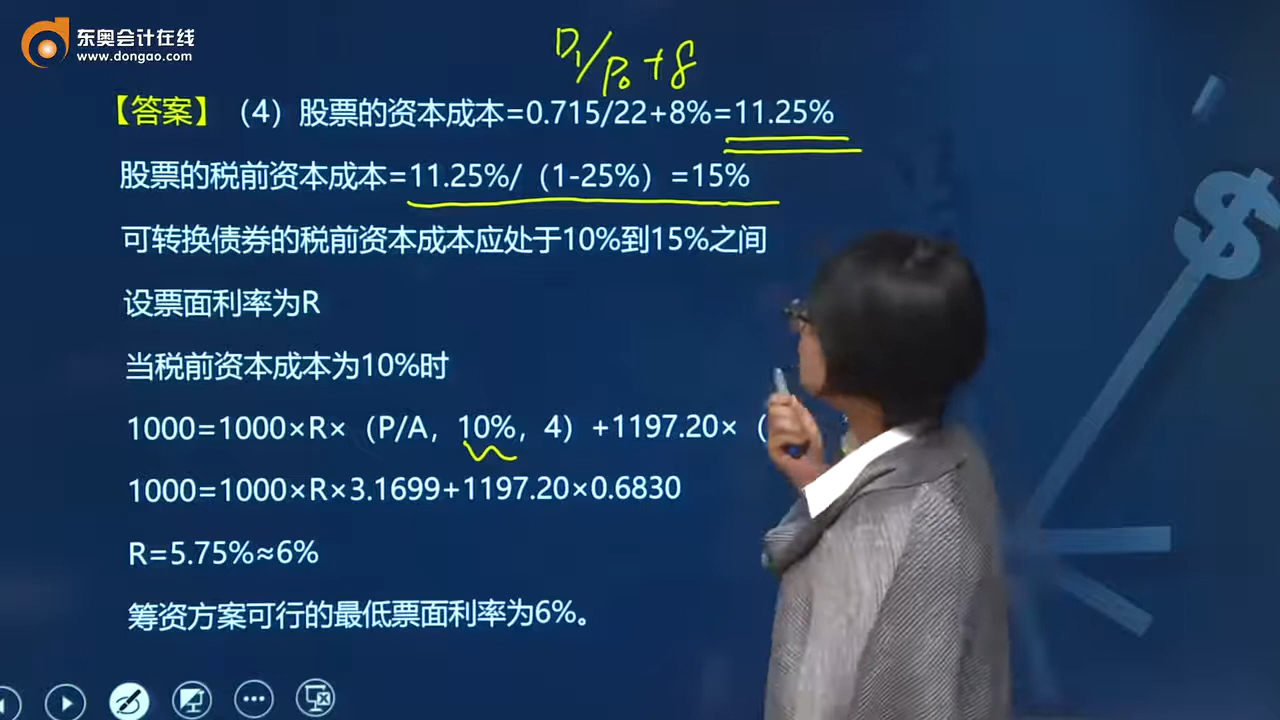 东奥会计在线
www.dongao.com
D₁/P₀+g
【答案】（4）股票的资本成本=0.715/22+8%=11.25%
股票的税前资本成本=11.25%/（1-25%）=15%
可转换债券的税前资本成本应处于10%到15%之间
设票面利率为R
当税前资本成本为10%时
1000=1000×R×（P/A，10%，4）+1197.20×（
1000=1000×R×3.1699+1197.20×0.6830
R=5.75%≈6%
筹资方案可行的最低票面利率为6%。
$